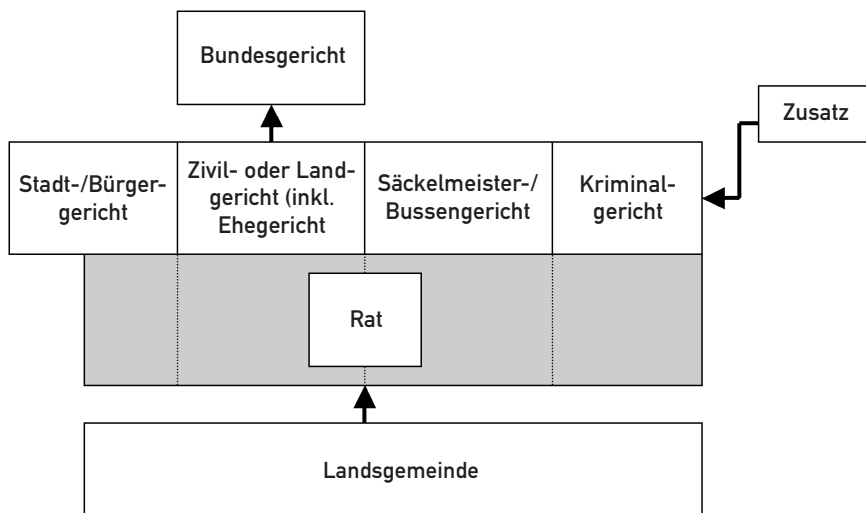 Bundesgericht
Zusatz
Stadt-/Bürger-
gericht
Zivil- oder Land-
gericht (inkl.
Ehegericht
Säckelmeister-/
Bussengericht
Kriminal-
gericht
Rat
Landsgemeinde